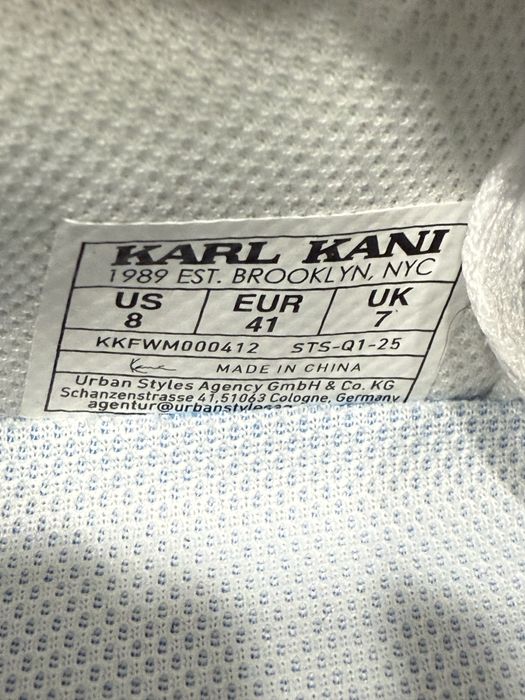 KARL KANI
1989 EST. BROOKLYN, NYC
US EUR UK
8 41 7
KKFWM000412 STS-Q1-25
MADE IN CHINA
Urban Styles Agency GmbH & Co. KG
Schanzenstrasse 41,51063 Cologne, Germany